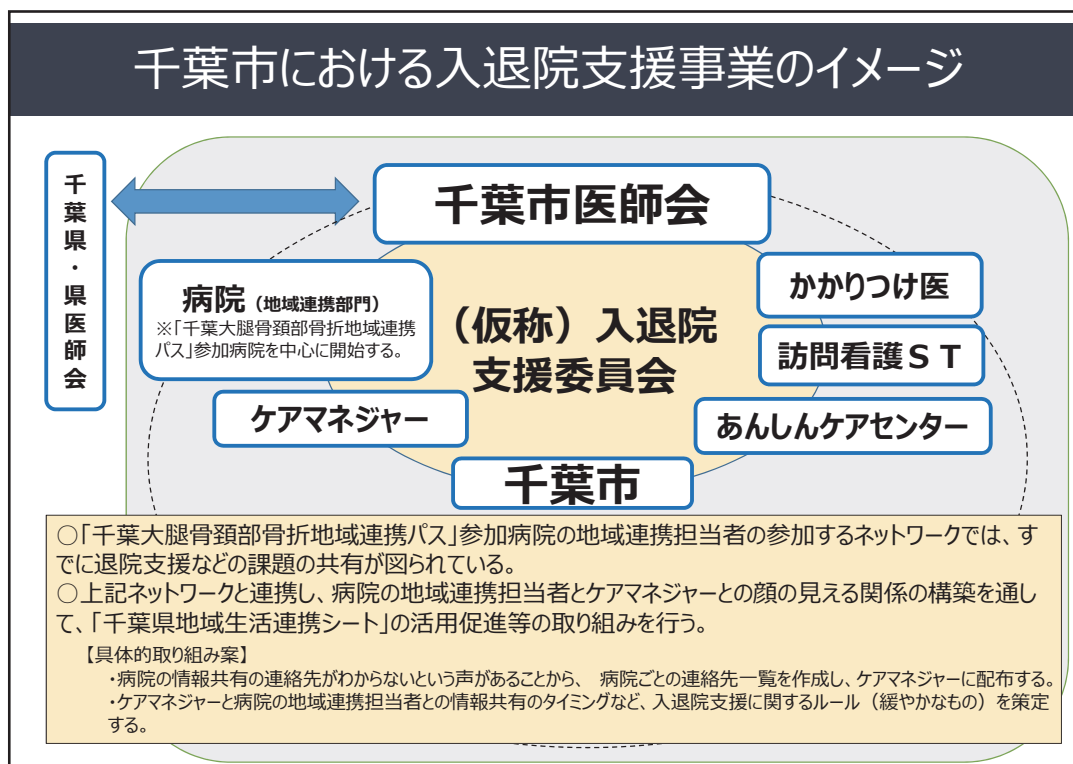 千葉市における入退院支援事業のイメージ
千葉県・県医師会
千葉市医師会
病院（地域連携部門）
※「千葉大腿骨頚部骨折地域連携
パス」参加病院を中心に開始する。
ケアマネジャー
（仮称）入退院
支援委員会
かかりつけ医
訪問看護ＳＴ
あんしんケアセンター
千葉市
○「千葉大腿骨頚部骨折地域連携パス」参加病院の地域連携担当者の参加するネットワークでは、す
でに退院支援などの課題の共有が図られている。
○上記ネットワークと連携し、病院の地域連携担当者とケアマネジャーとの顔の見える関係の構築を通し
て、「千葉県地域生活連携シート」の活用促進等の取り組みを行う。
【具体的取り組み案】
・病院の情報共有の連絡先がわからないという声があることから、 病院ごとの連絡先一覧を作成し、ケアマネジャーに配布する。
・ケアマネジャーと病院の地域連携担当者との情報共有のタイミングなど、入退院支援に関するルール（緩やかなもの）を策定
する。